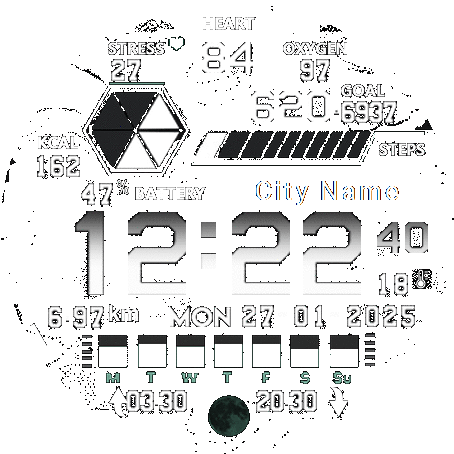 HEART
STRESS
84
OXYGEN
27
97
GOAL
620
6937
KCAL
STEPS
162
47% BATTERY
City Name
12:22
40
18
6.97km MON 27 01 2025
M T W T F S Su
03:30 20:30